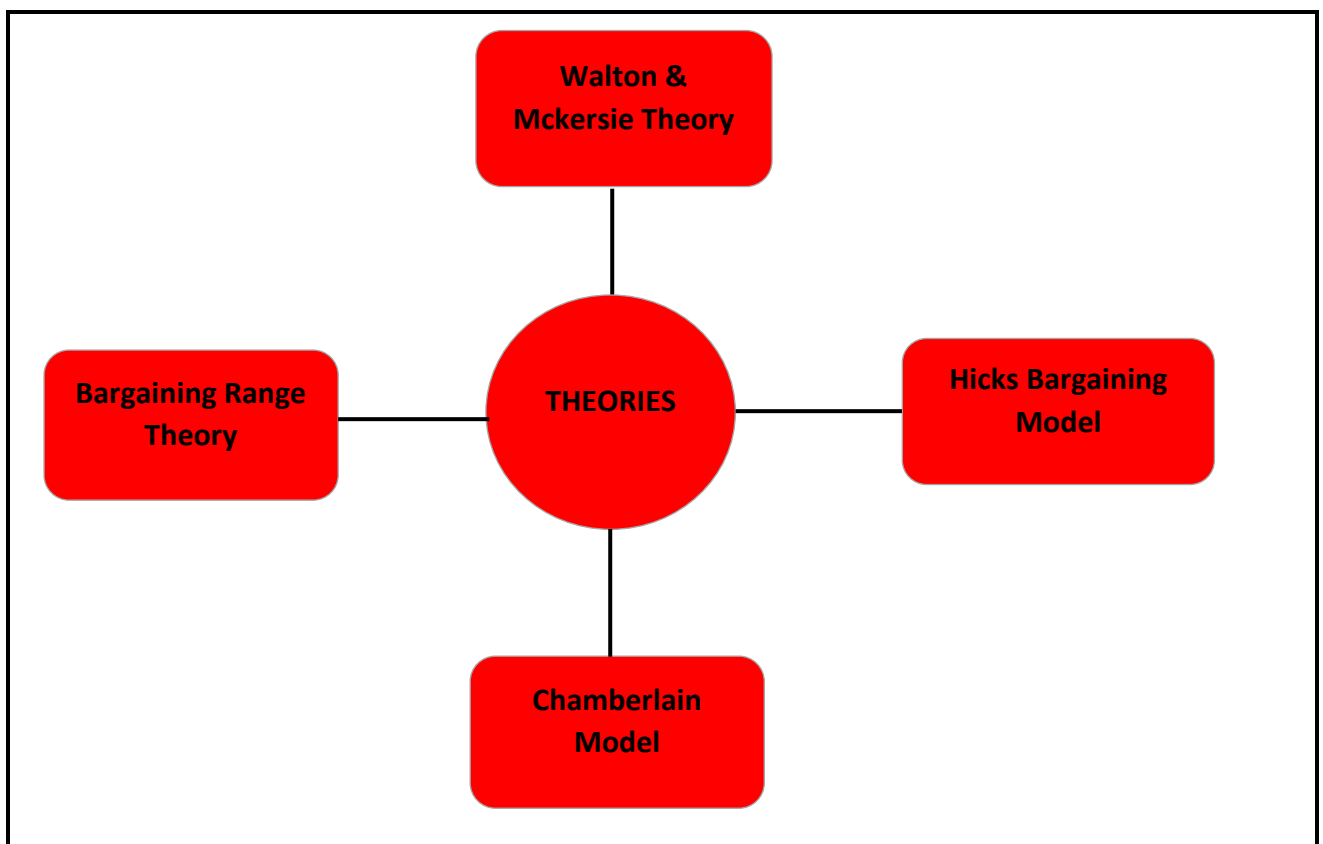 Walton &
Mckersie Theory
Bargaining Range
Theory
THEORIES
Hicks Bargaining
Model
Chamberlain
Model